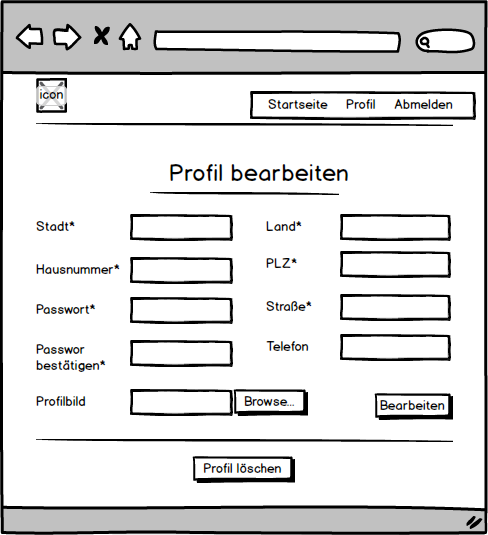 icon
Startseite Profil Abmelden
Profil bearbeiten
Stadt* Land*
Hausnummer* PLZ*
Passwort* Straße*
Passwor
bestätigen*
Telefon
Profilbild Browse... Bearbeiten
Profil löschen